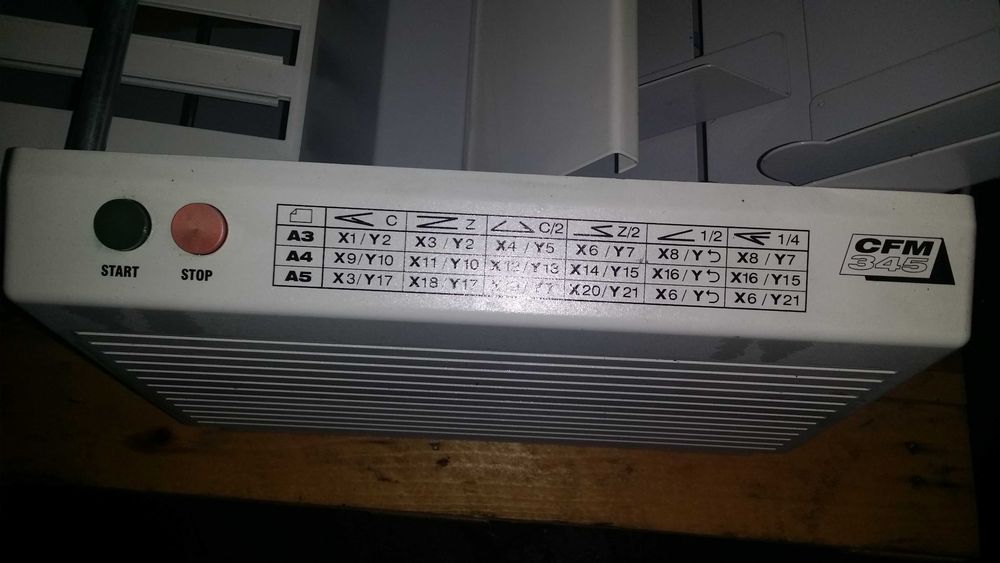 START
STOP
C Z C/2 Z/2 1/2 1/4
A3 X1/Y2 X3/Y2 X4/Y5 X6/Y7 X8/Y X8/Y7
A4 X9/Y10 X11/Y10 X12/Y13 X14/Y15 X16/Y X16/Y15
A5 X3/Y17 X18/Y17 X20/Y21 X6/Y X6/Y21
CFM
345